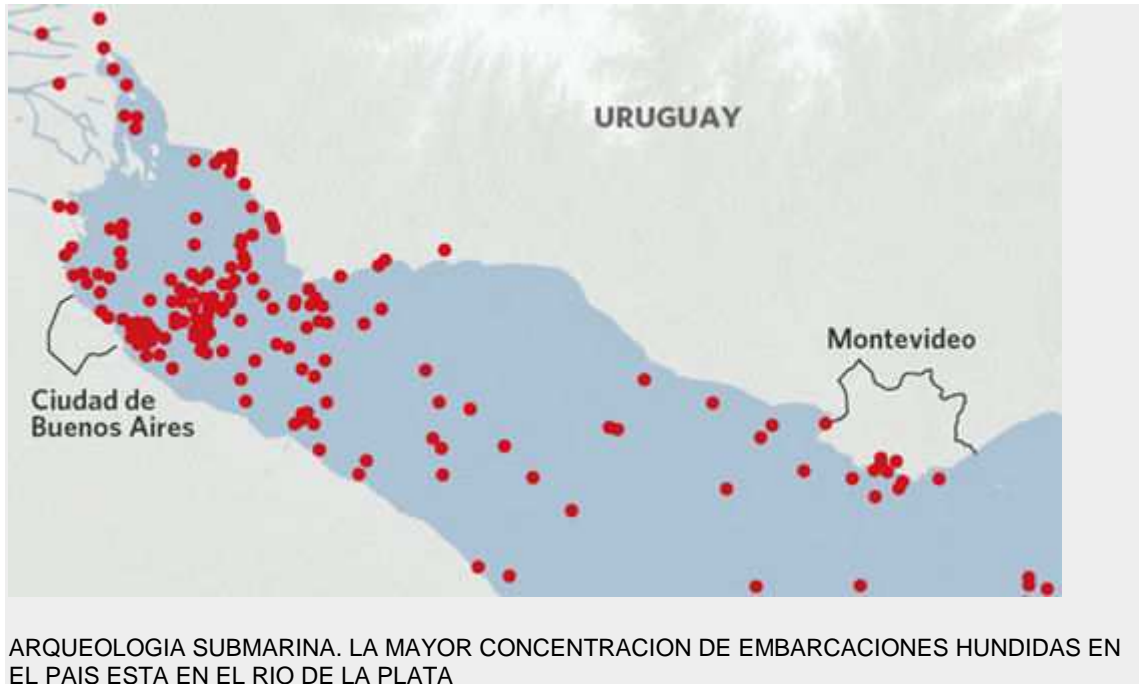 URUGUAY
Montevideo
Ciudad de
Buenos Aires
ARQUEOLOGIA SUBMARINA. LA MAYOR CONCENTRACION DE EMBARCACIONES HUNDIDAS EN
EL PAIS ESTA EN EL RIO DE LA PLATA